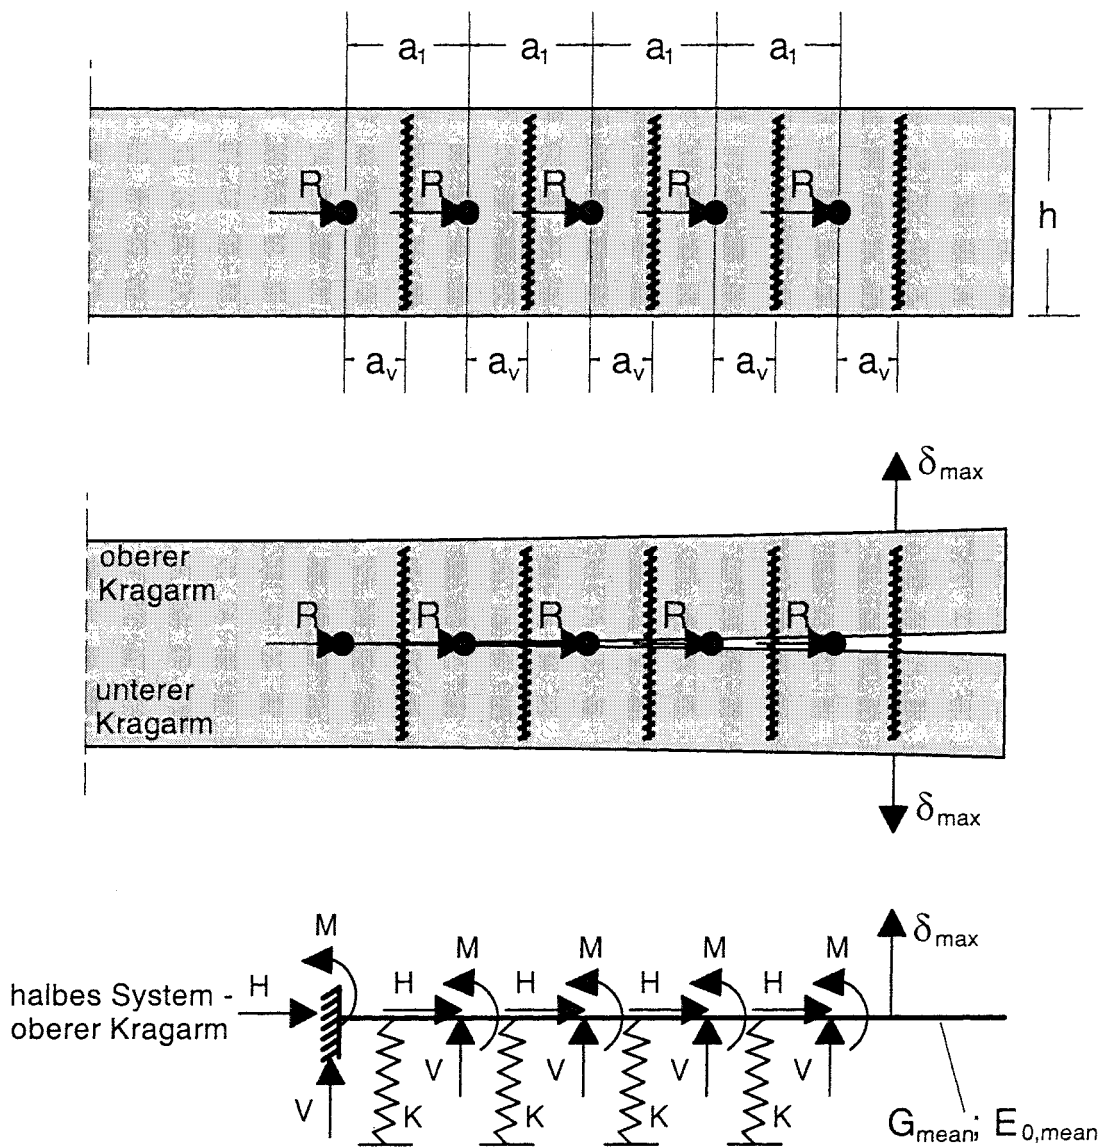 a₁ a₁ a₁ a₁
R R R R R
h
aᵥ aᵥ aᵥ aᵥ aᵥ
δmax
oberer
Kragarm
R R R R R
unterer
Kragarm
δmax
M M M M M
δmax
H H H H H
halbes System -
oberer Kragarm
V V V V V
K K K K
Gmean; E0,mean